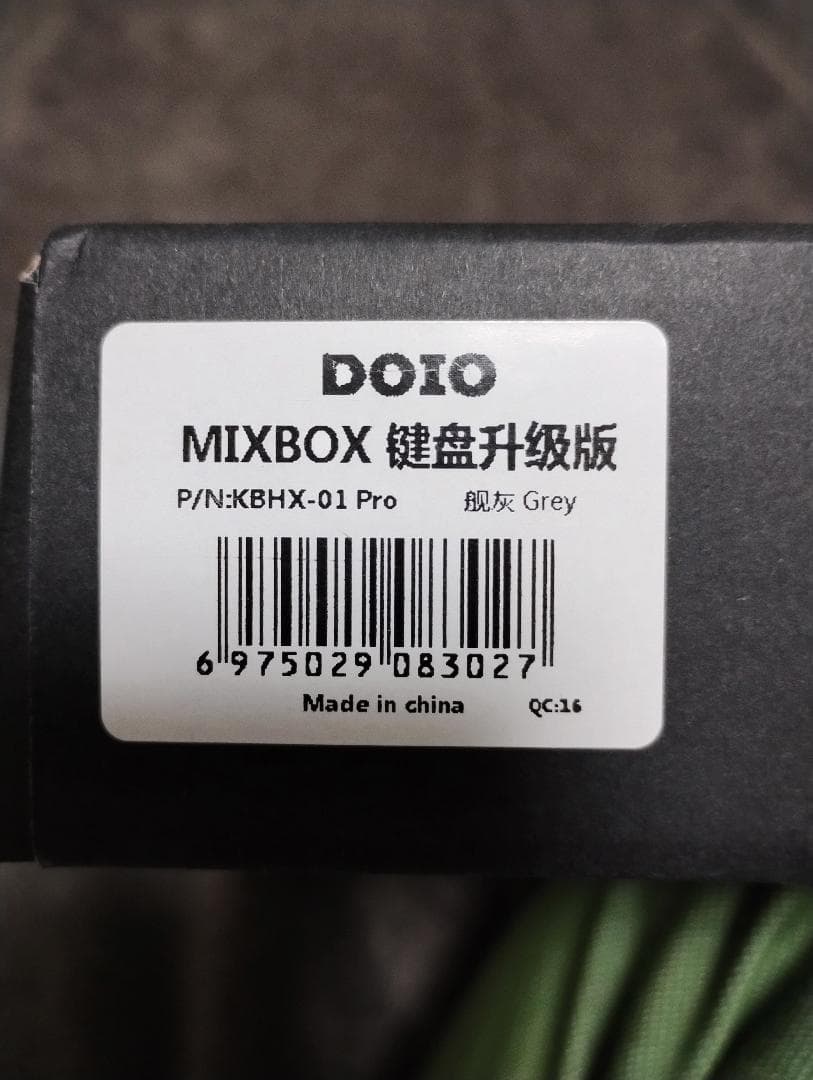 DOIO
MIXBOX 键盘升级版
P/N:KBHX-01 Pro 舰灰 Grey
6 975029 083027
Made in china QC:16